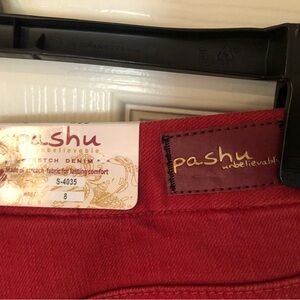 pashu
unbelievable
STRETCH DENIM
Made of stretch-fabric for lasting comfort
S-4035
8
pashu
unbelievable